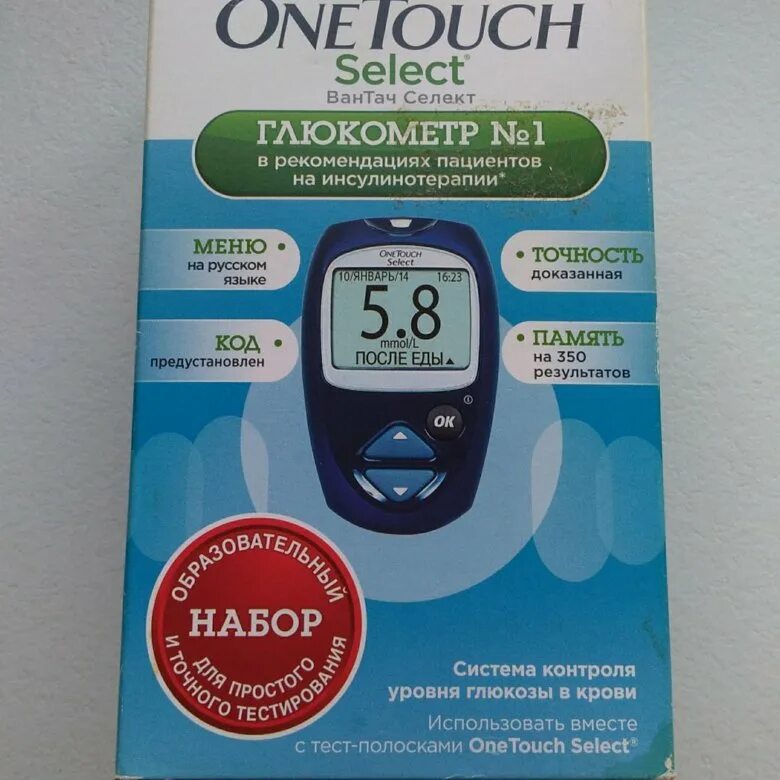 ONETOUCH
Select®
ВанТач Селект
ГЛЮКОМЕТР №1
в рекомендациях пациентов
на инсулинотерапии*
МЕНЮ •
на русском
языке
КОД •
предустановлен
• ТОЧНОСТЬ
доказанная
• ПАМЯТЬ
на 350
результатов
ONETOUCH
Select
10/ЯНВАРЬ/14 16:23
5.8
mmol/L
ПОСЛЕ ЕДЫ▲
OK
ОБРАЗОВАТЕЛЬНЫЙ
НАБОР
ДЛЯ ПРОСТОГО
И ТОЧНОГО ТЕСТИРОВАНИЯ
Система контроля
уровня глюкозы в крови
Использовать вместе
с тест-полосками OneTouch Select®